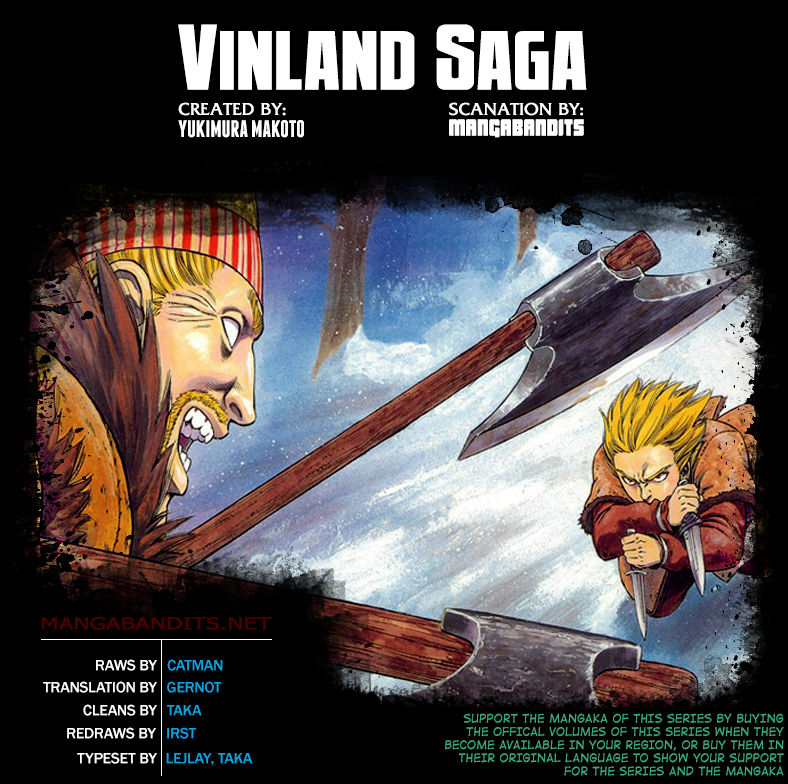 VINLAND SAGA
CREATED BY:
YUKIMURA MAKOTO
SCANATION BY:
MANGABANDITS
MANGABANDITS.NET
RAWS BY CATMAN
TRANSLATION BY GERNOT
CLEANS BY TAKA
REDRAWS BY IRST
TYPESET BY LEJLAY, TAKA
SUPPORT THE MANGAKA OF THIS SERIES BY BUYING
THE OFFICAL VOLUMES OF THIS SERIES WHEN THEY
BECOME AVAILABLE IN YOUR REGION, OR BUY THEM IN
THEIR ORIGINAL LANGUAGE TO SHOW YOUR SUPPORT
FOR THE SERIES AND THE MANGAKA